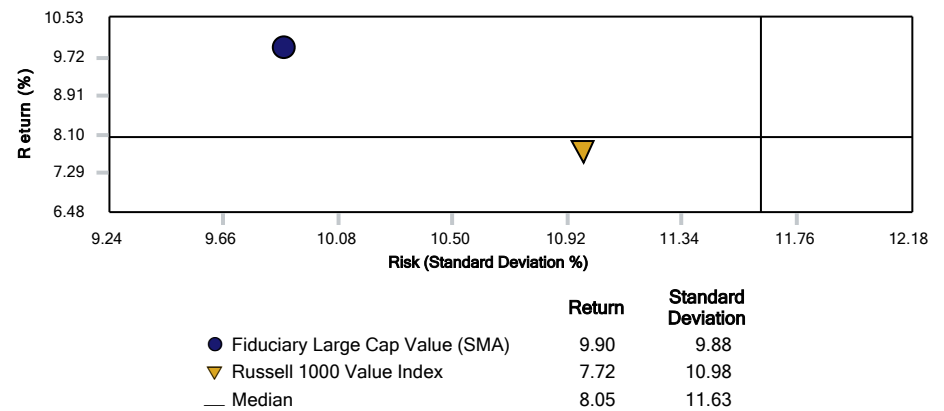 10.53
9.72
8.91
8.10
7.29
6.48
Return (%)
9.24 9.66 10.08 10.50 10.92 11.34 11.76 12.18
Risk (Standard Deviation %)
Return Standard Deviation
Fiduciary Large Cap Value (SMA) 9.90 9.88
Russell 1000 Value Index 7.72 10.98
Median 8.05 11.63